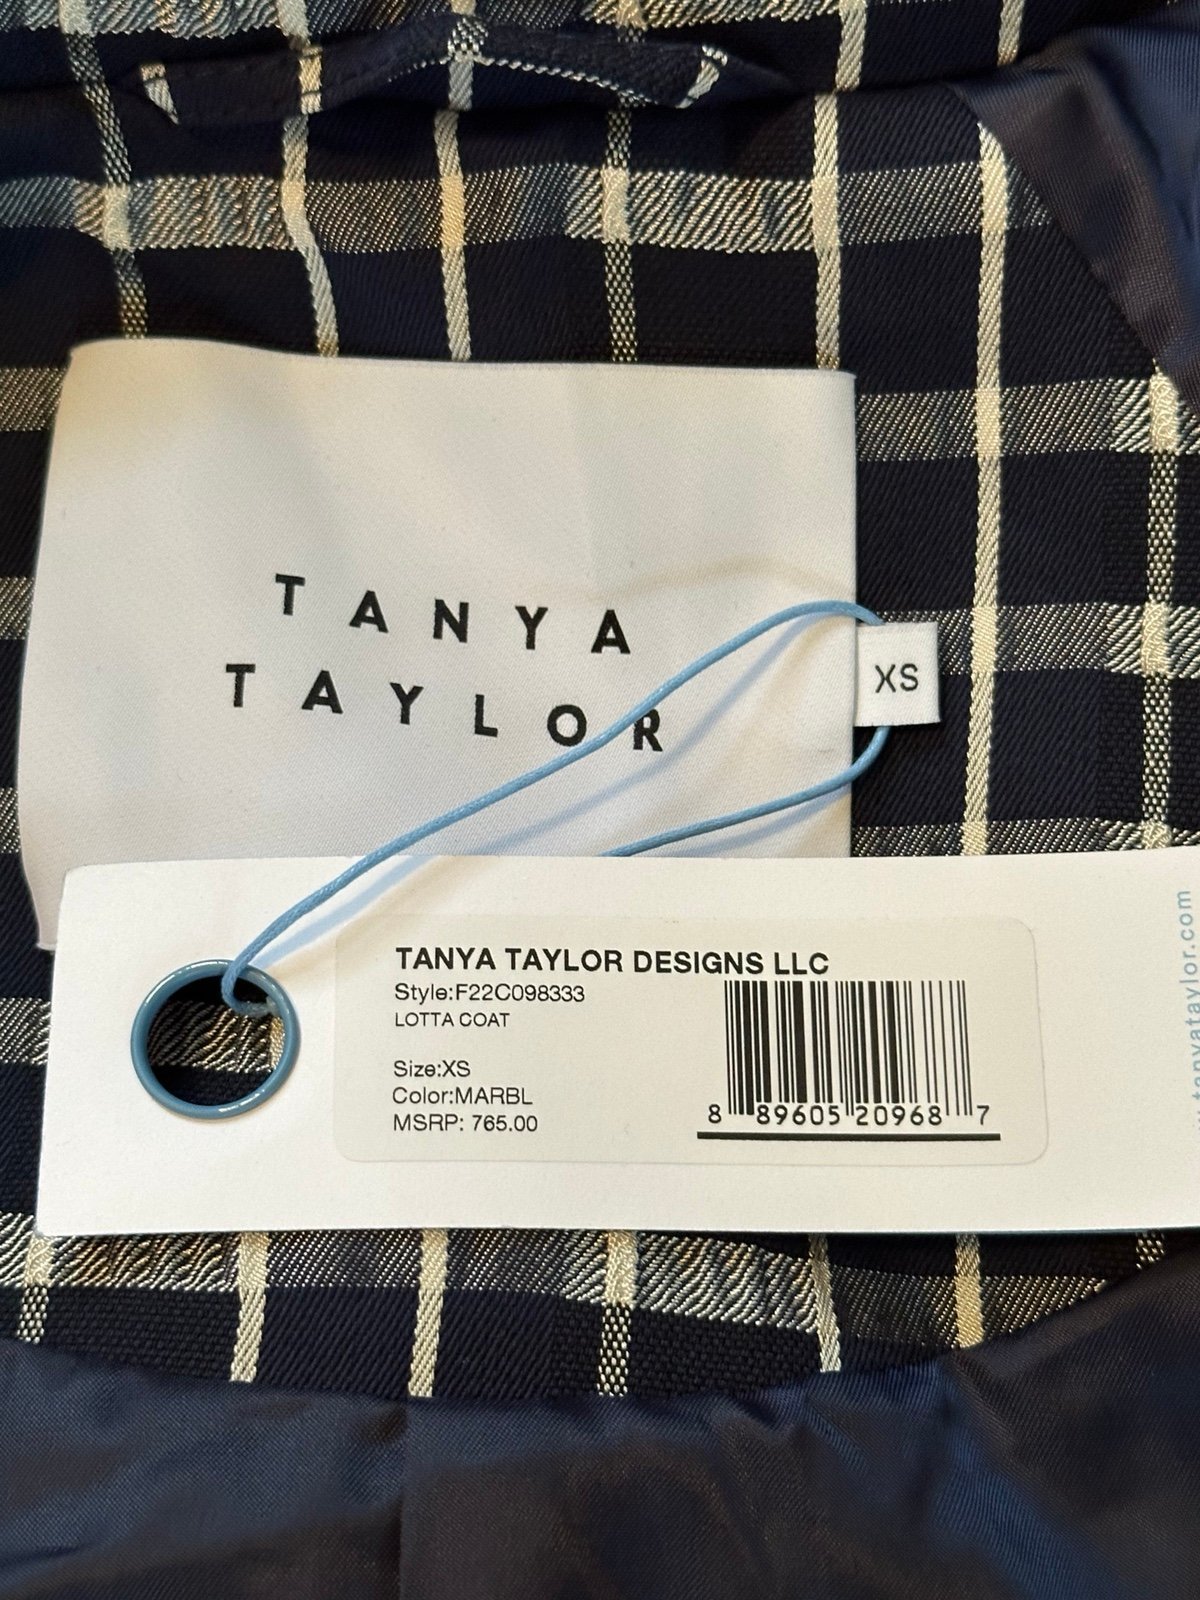 TANYA
TAYLOR
XS
TANYA TAYLOR DESIGNS LLC
Style:F22C098333
LOTTA COAT
Size:XS
Color:MARBL
MSRP: 765.00
8 89605 20968 7
tanyataylor.com